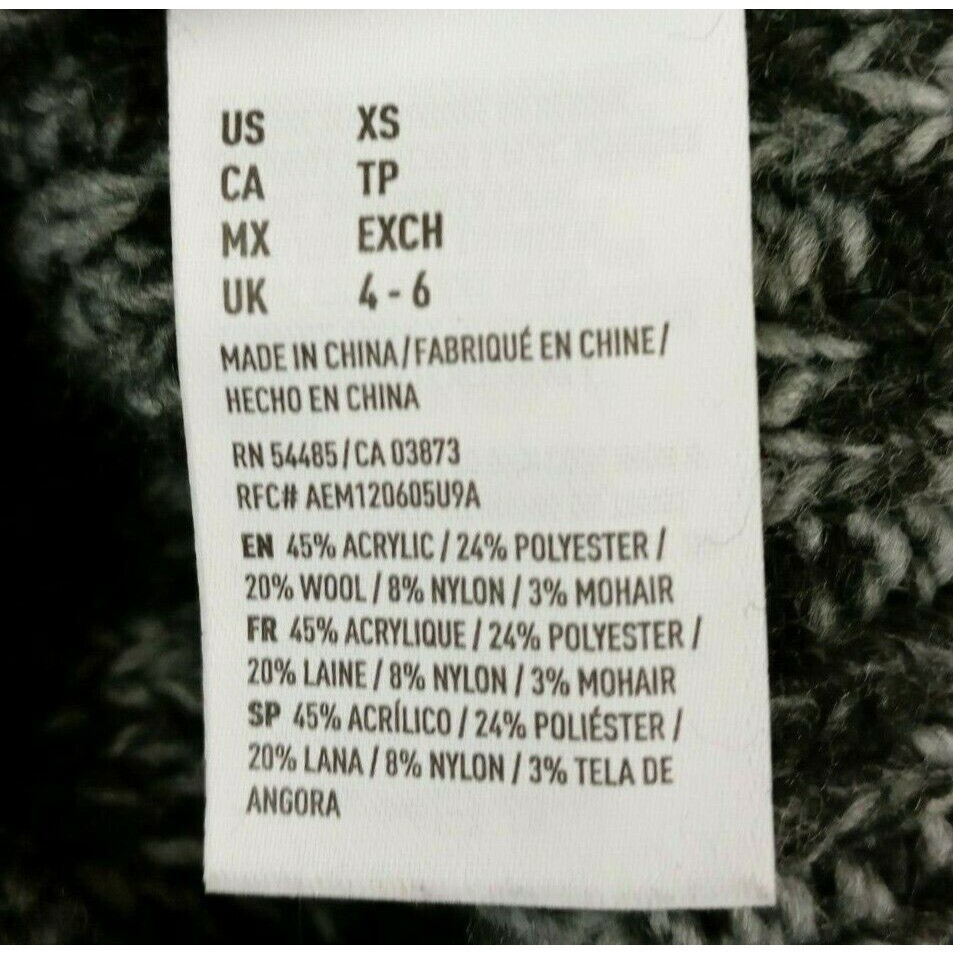 US XS
CA TP
MX EXCH
UK 4 - 6
MADE IN CHINA/FABRIQUÉ EN CHINE/
HECHO EN CHINA
RN 54485/CA 03873
RFC# AEM120605U9A
EN 45% ACRYLIC / 24% POLYESTER /
20% WOOL / 8% NYLON / 3% MOHAIR
FR 45% ACRYLIQUE / 24% POLYESTER /
20% LAINE / 8% NYLON / 3% MOHAIR
SP 45% ACRÍLICO / 24% POLIÉSTER /
20% LANA / 8% NYLON / 3% TELA DE
ANGORA